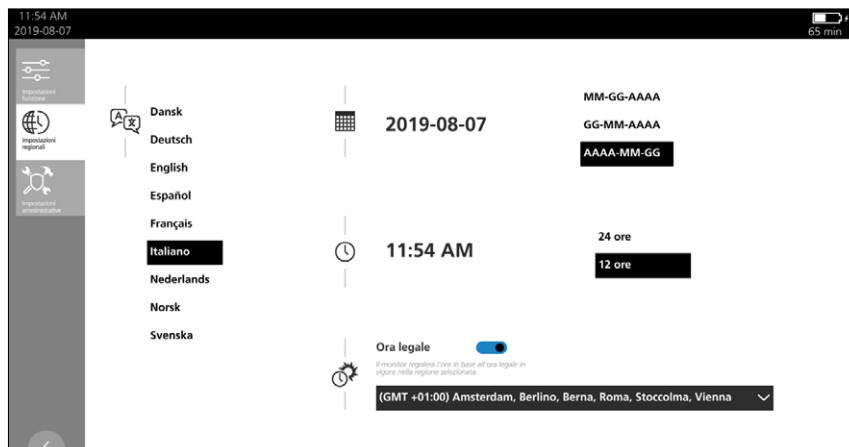 11:54 AM
2019-08-07
65 min
Impostazioni
funzione
Impostazioni
regionali
Impostazioni
amministrative
Dansk
Deutsch
English
Español
Français
Italiano
Nederlands
Norsk
Svenska
2019-08-07
MM-GG-AAAA
GG-MM-AAAA
AAAA-MM-GG
11:54 AM
24 ore
12 ore
Ora legale
Il monitor regolerà l'ora in base all'ora legale in
vigore nella regione selezionata.
(GMT +01:00) Amsterdam, Berlino, Berna, Roma, Stoccolma, Vienna